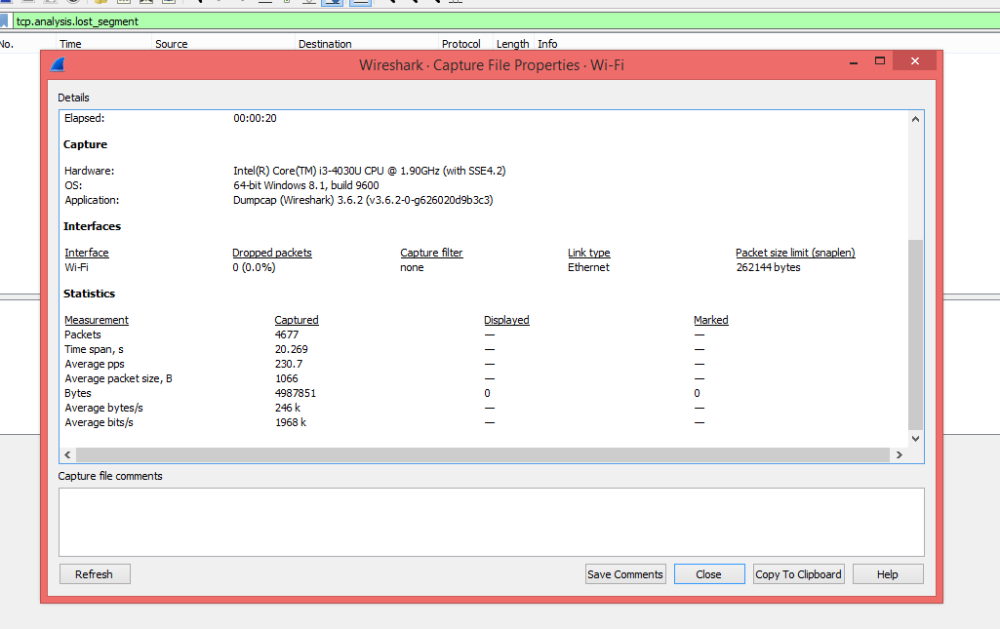 tcp.analysis.lost_segment
No. Time Source Destination Protocol Length Info
Wireshark · Capture File Properties · Wi-Fi
Details
Elapsed: 00:00:20
Capture
Hardware: Intel(R) Core(TM) i3-4030U CPU @ 1.90GHz (with SSE4.2)
OS: 64-bit Windows 8.1, build 9600
Application: Dumpcap (Wireshark) 3.6.2 (v3.6.2-0-g626020d9b3c3)
Interfaces
Interface Dropped packets Capture filter Link type Packet size limit (snaplen)
Wi-Fi 0 (0.0%) none Ethernet 262144 bytes
Statistics
Measurement Captured Displayed Marked
Packets 4677 — —
Time span, s 20.269 — —
Average pps 230.7 — —
Average packet size, B 1066 — —
Bytes 4987851 0 0
Average bytes/s 246 k — —
Average bits/s 1968 k — —
Capture file comments
Refresh Save Comments Close Copy To Clipboard Help